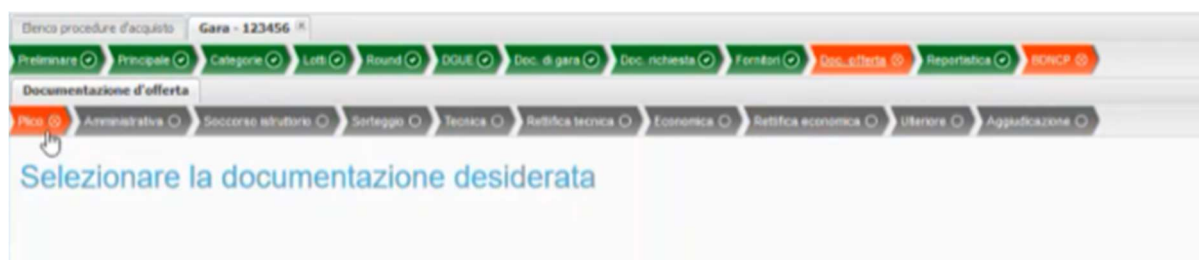 Elenco procedure d'acquisto Gara - 123456
Preliminare Principale Categorie Lotti Round DGUE Doc. di gara Doc. richiesta Fornitori Doc. offerta Reportistica BDNCP
Documentazione d'offerta
Plico Amministrativa Soccorso istruttorio Sorteggio Tecnica Rettifica tecnica Economica Rettifica economica Ulteriore Aggiudicazione
Selezionare la documentazione desiderata